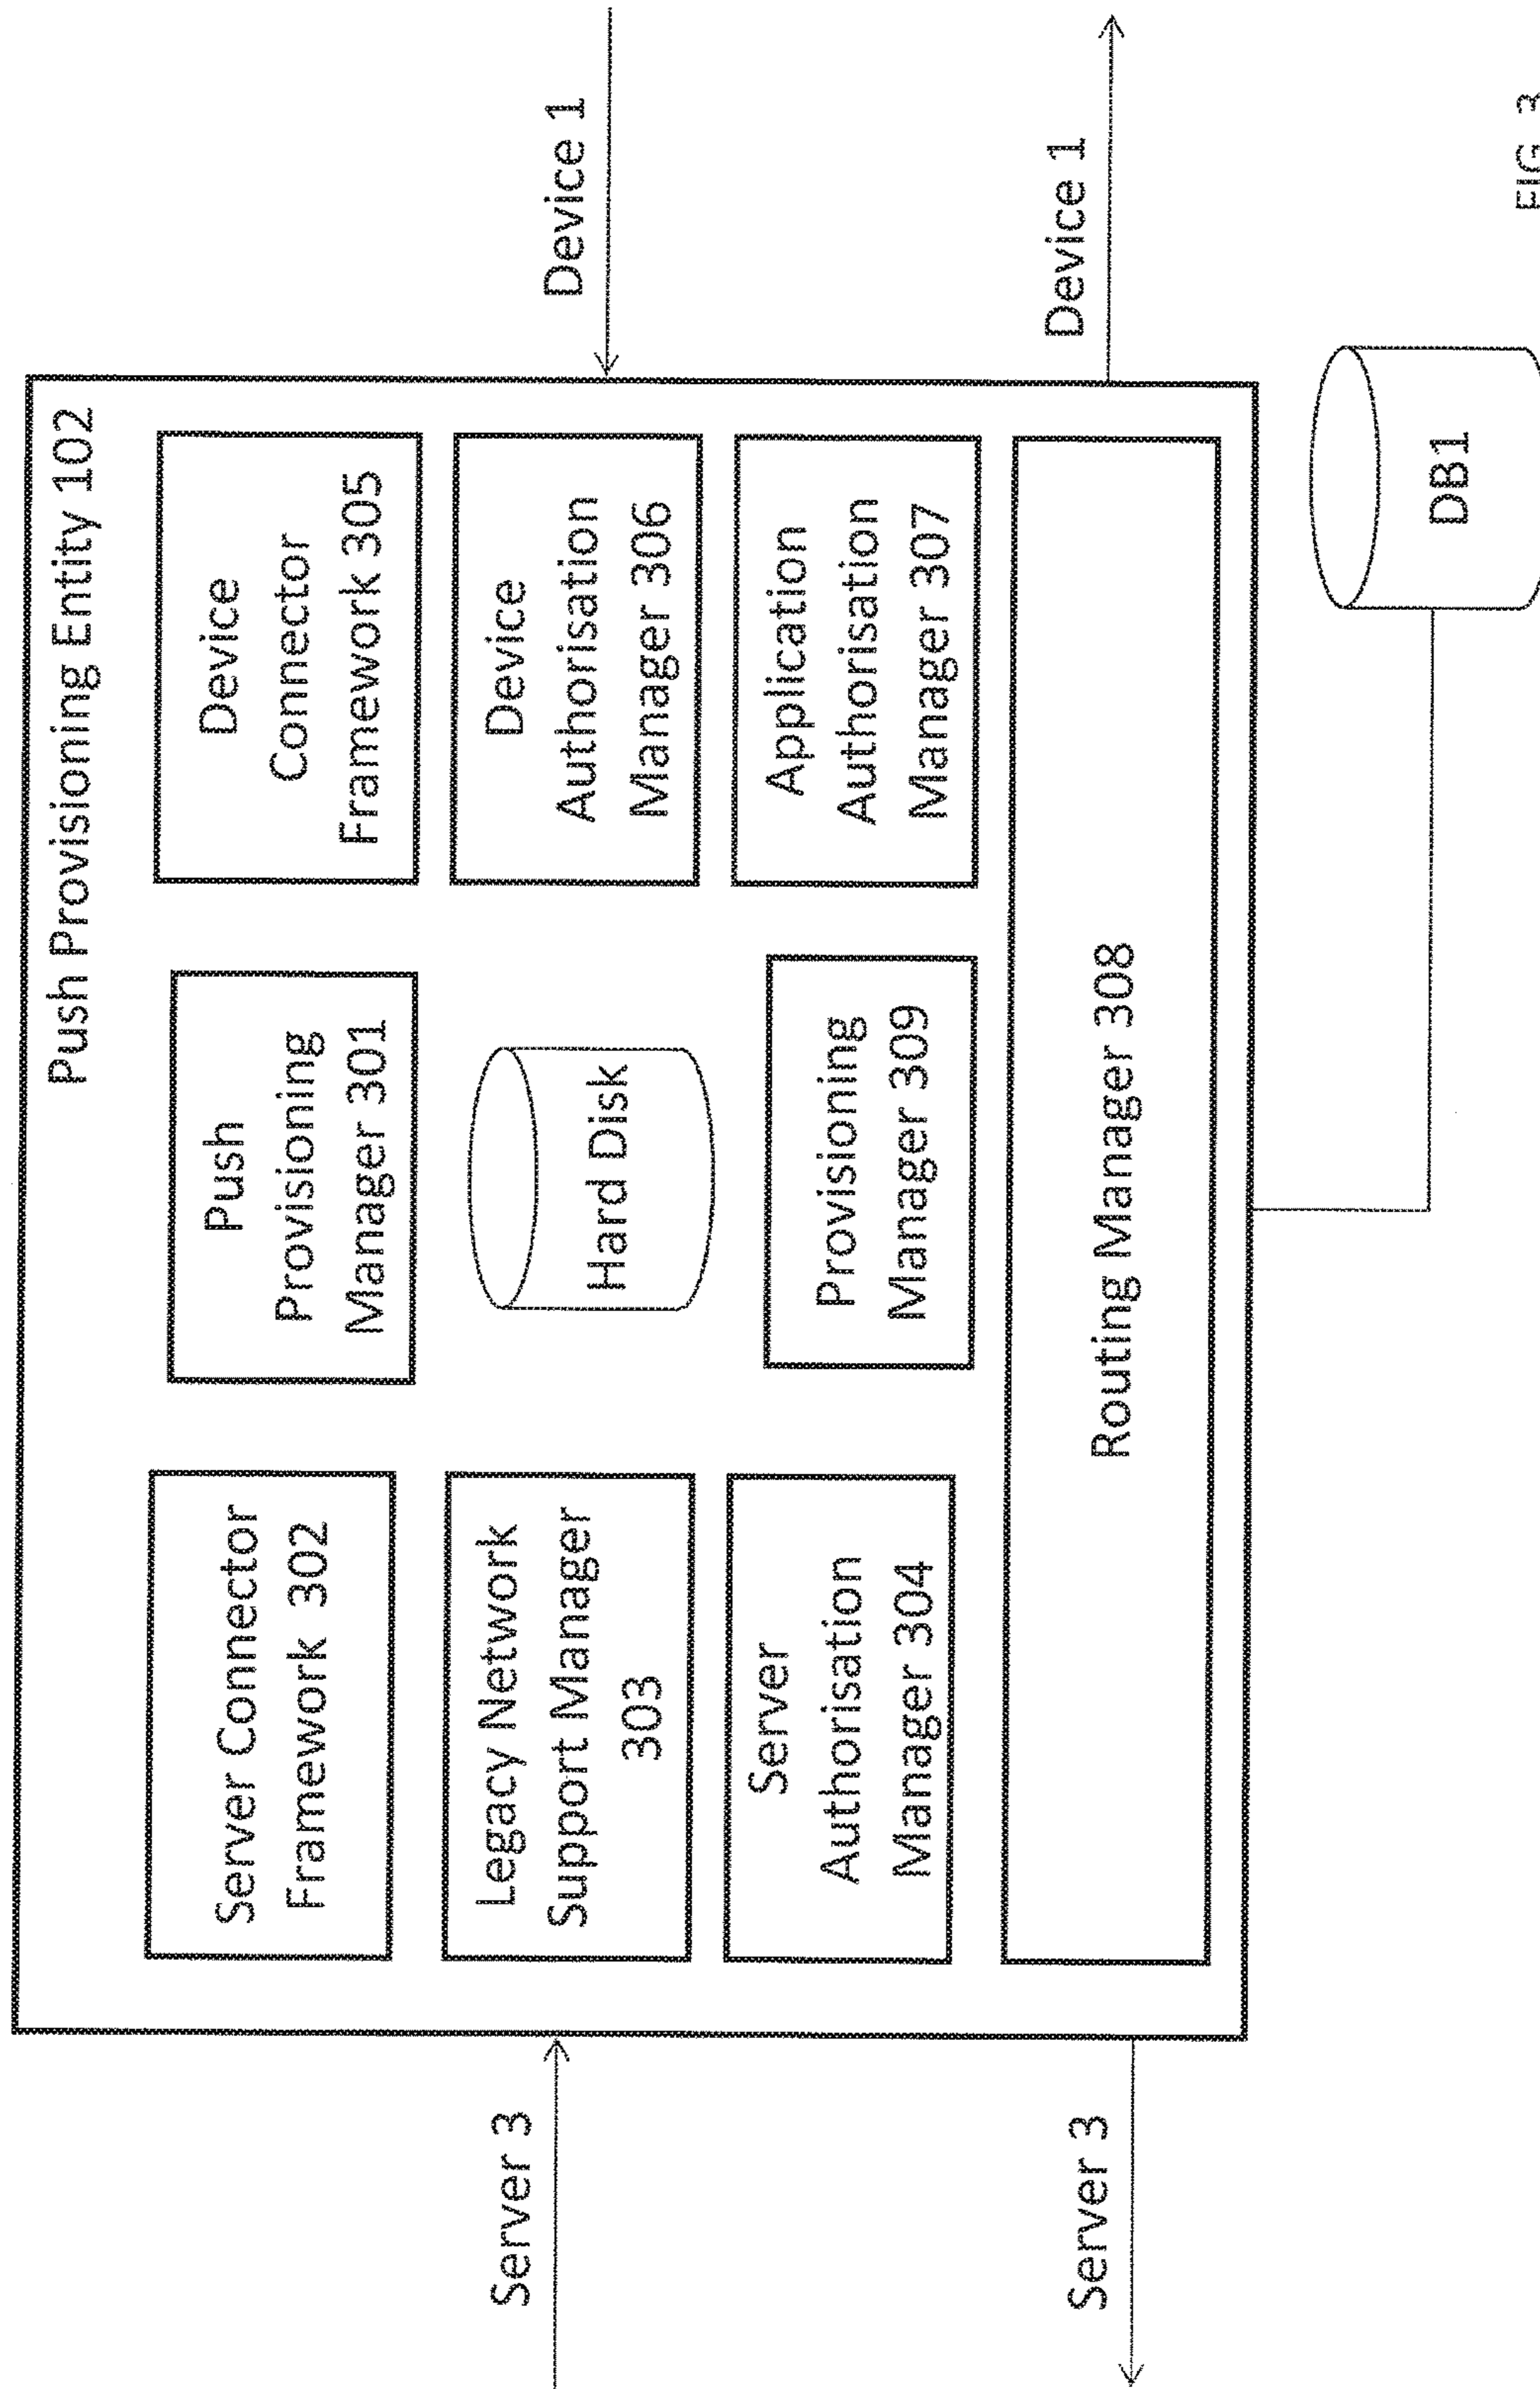 Push Provisioning Entity 102
Server Connector
Framework 302
Legacy Network
Support Manager
303
Server
Authorisation
Manager 304
Push
Provisioning
Manager 301
Hard Disk
Provisioning
Manager 309
Device
Connector
Framework 305
Device
Authorisation
Manager 306
Application
Authorisation
Manager 307
Routing Manager 308
Server 3
Server 3
Device 1
Device 1
DB1
FIG. 3